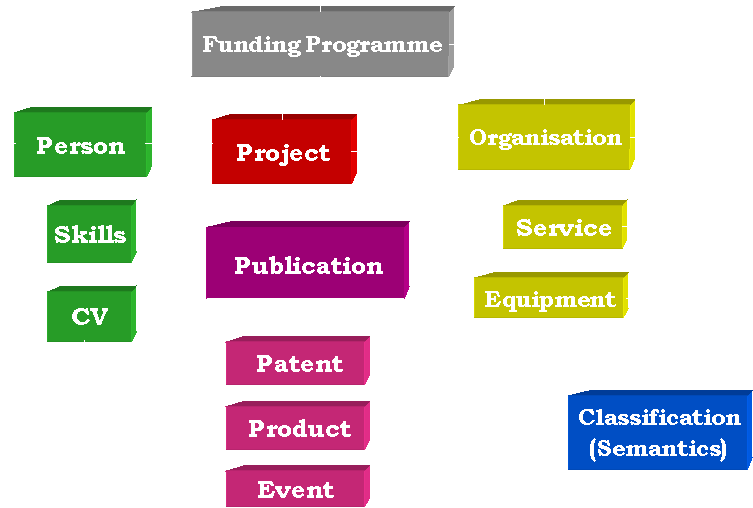 Funding Programme
Person
Project
Organisation
Skills
Service
Publication
CV
Equipment
Patent
Product
Classification
(Semantics)
Event